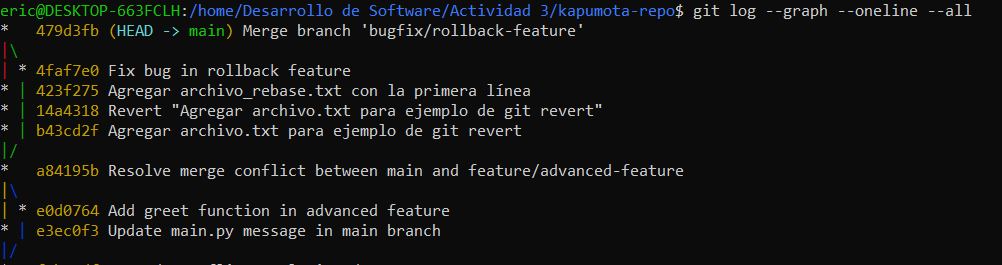 eric@DESKTOP-663FCLH:/home/Desarrollo de Software/Actividad 3/kapumota-repo$ git log --graph --oneline --all
*   479d3fb (HEAD -> main) Merge branch 'bugfix/rollback-feature'
|\
| * 4faf7e0 Fix bug in rollback feature
* | 423f275 Agregar archivo_rebase.txt con la primera línea
* | 14a4318 Revert "Agregar archivo.txt para ejemplo de git revert"
* | b43cd2f Agregar archivo.txt para ejemplo de git revert
|/
*   a84195b Resolve merge conflict between main and feature/advanced-feature
|\
| * e0d0764 Add greet function in advanced feature
* | e3ec0f3 Update main.py message in main branch
|/